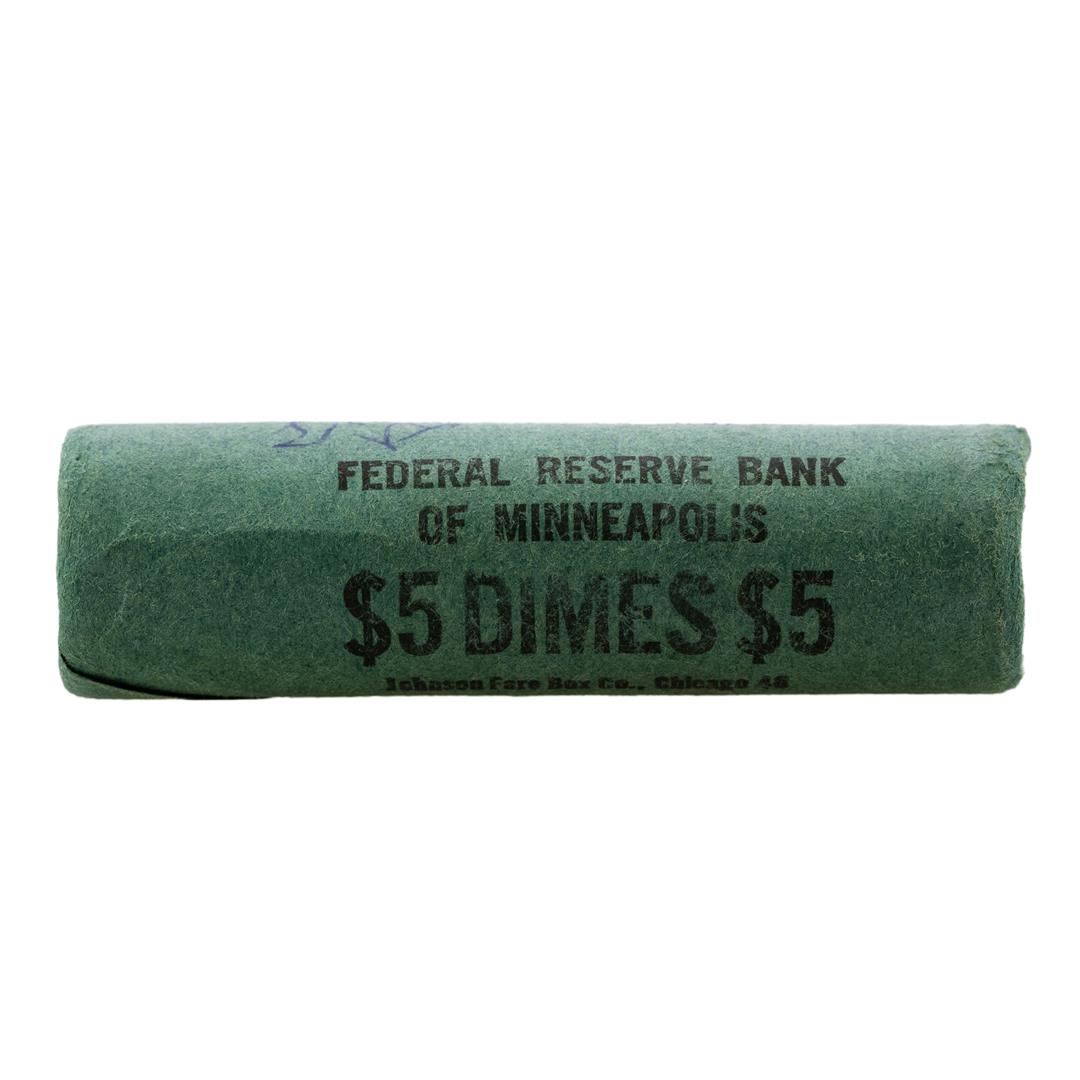 FEDERAL RESERVE BANK
OF MINNEAPOLIS
$5 DIMES $5
Johnson Fare Box Co., Chicago 46